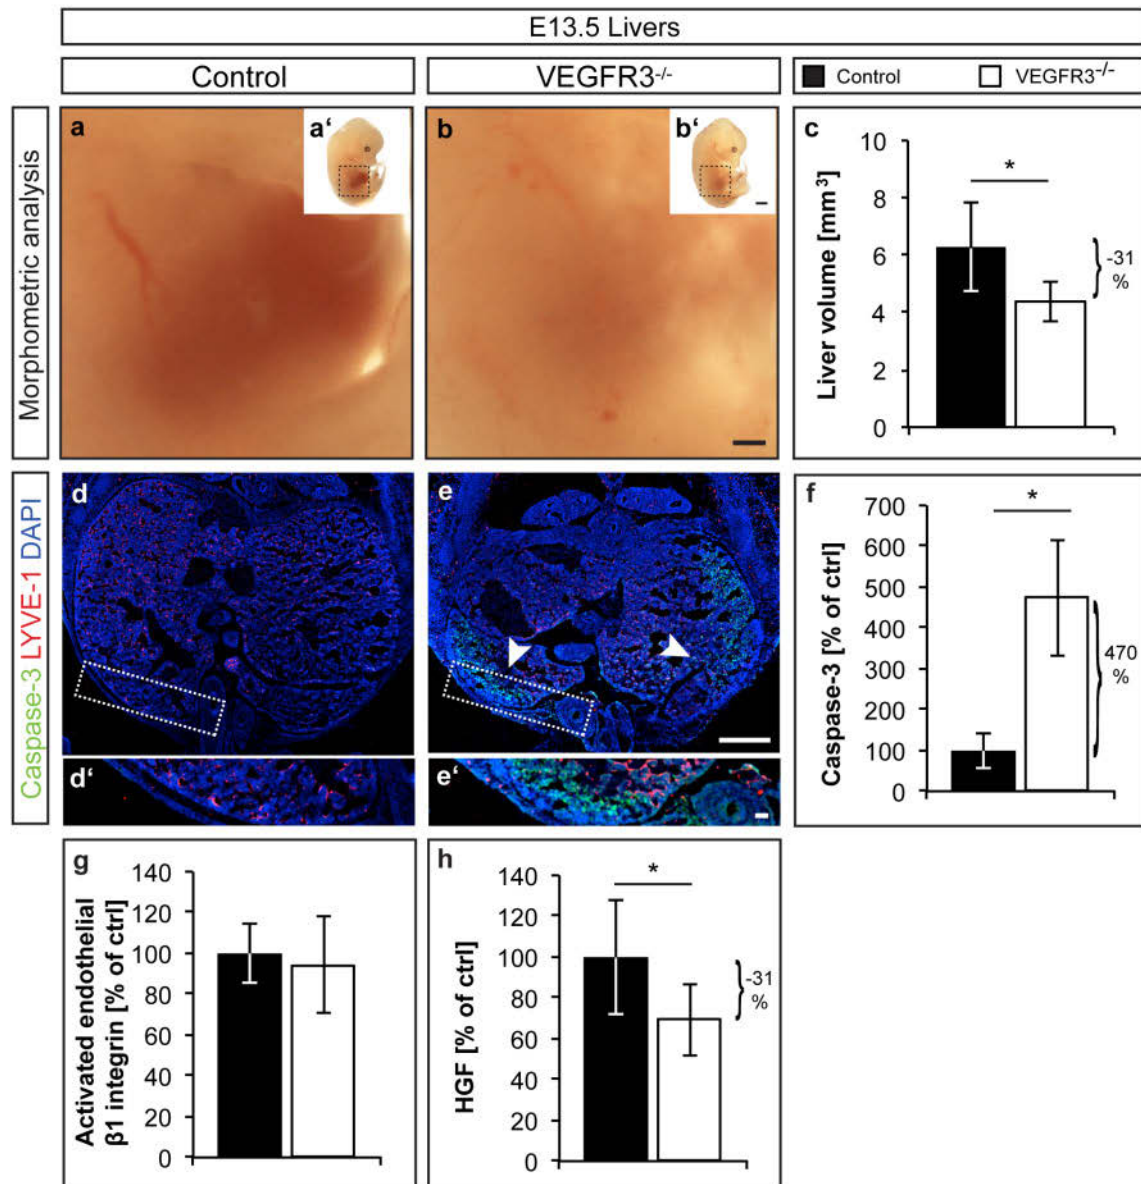 E13.5 Livers
Control
VEGFR3-/-
Control
VEGFR3-/-
Morphometric analysis
a
a‘
b
b‘
c
Liver volume [mm3]
10
8
6
4
2
0
*
-31
%
Caspase-3 LYVE-1 DAPI
d
d‘
e
e‘
f
Caspase-3 [% of ctrl]
700
600
500
400
300
200
100
0
*
470
%
g
Activated endothelial
β1 integrin [% of ctrl]
140
120
100
80
60
40
20
0
h
HGF [% of ctrl]
140
120
100
80
60
40
20
0
*
-31
%